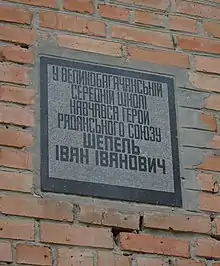 У ВЕЛИКОБАГАЧАНСЬКІЙ
СЕРЕДНІЙ ШКОЛІ
НАВЧАВСЯ ГЕРОЙ
РАДЯНСЬКОГО СОЮЗУ
ШЕПЕЛЬ
ІВАН ІВАНОВИЧ